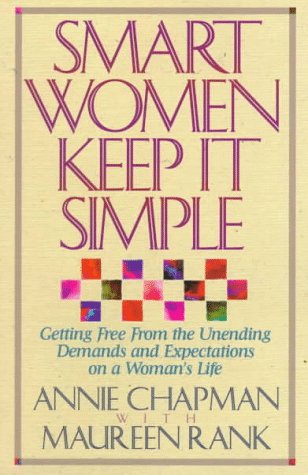 SMART
WOMEN
KEEP IT
SIMPLE
Getting Free From the Unending
Demands and Expectations
on a Woman's Life
ANNIE CHAPMAN
WITH
MAUREEN RANK